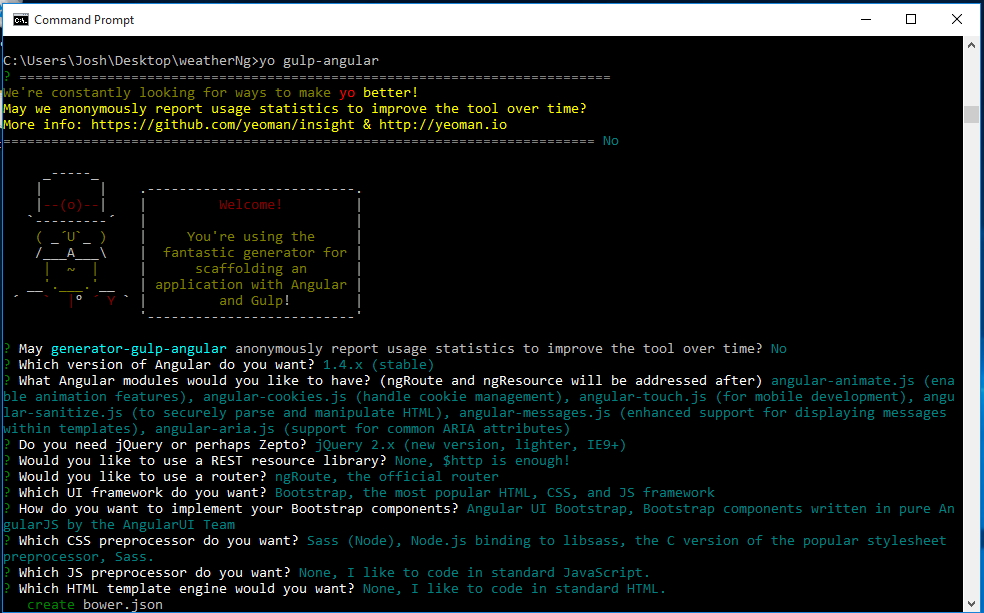 Command Prompt
C:\Users\Josh\Desktop\weatherNg>yo gulp-angular
? ==========================================================================
We're constantly looking for ways to make yo better!
May we anonymously report usage statistics to improve the tool over time?
More info: https://github.com/yeoman/insight & http://yeoman.io
========================================================================== No
Welcome!
You're using the
fantastic generator for
scaffolding an
application with Angular
and Gulp!
? May generator-gulp-angular anonymously report usage statistics to improve the tool over time? No
? Which version of Angular do you want? 1.4.x (stable)
? What Angular modules would you like to have? (ngRoute and ngResource will be addressed after) angular-animate.js (ena
ble animation features), angular-cookies.js (handle cookie management), angular-touch.js (for mobile development), angu
lar-sanitize.js (to securely parse and manipulate HTML), angular-messages.js (enhanced support for displaying messages
within templates), angular-aria.js (support for common ARIA attributes)
? Do you need jQuery or perhaps Zepto? jQuery 2.x (new version, lighter, IE9+)
? Would you like to use a REST resource library? None, $http is enough!
? Would you like to use a router? ngRoute, the official router
? Which UI framework do you want? Bootstrap, the most popular HTML, CSS, and JS framework
? How do you want to implement your Bootstrap components? Angular UI Bootstrap, Bootstrap components written in pure An
gularJS by the AngularUI Team
? Which CSS preprocessor do you want? Sass (Node), Node.js binding to libsass, the C version of the popular stylesheet
preprocessor, Sass.
? Which JS preprocessor do you want? None, I like to code in standard JavaScript.
? Which HTML template engine would you want? None, I like to code in standard HTML.
create bower.json